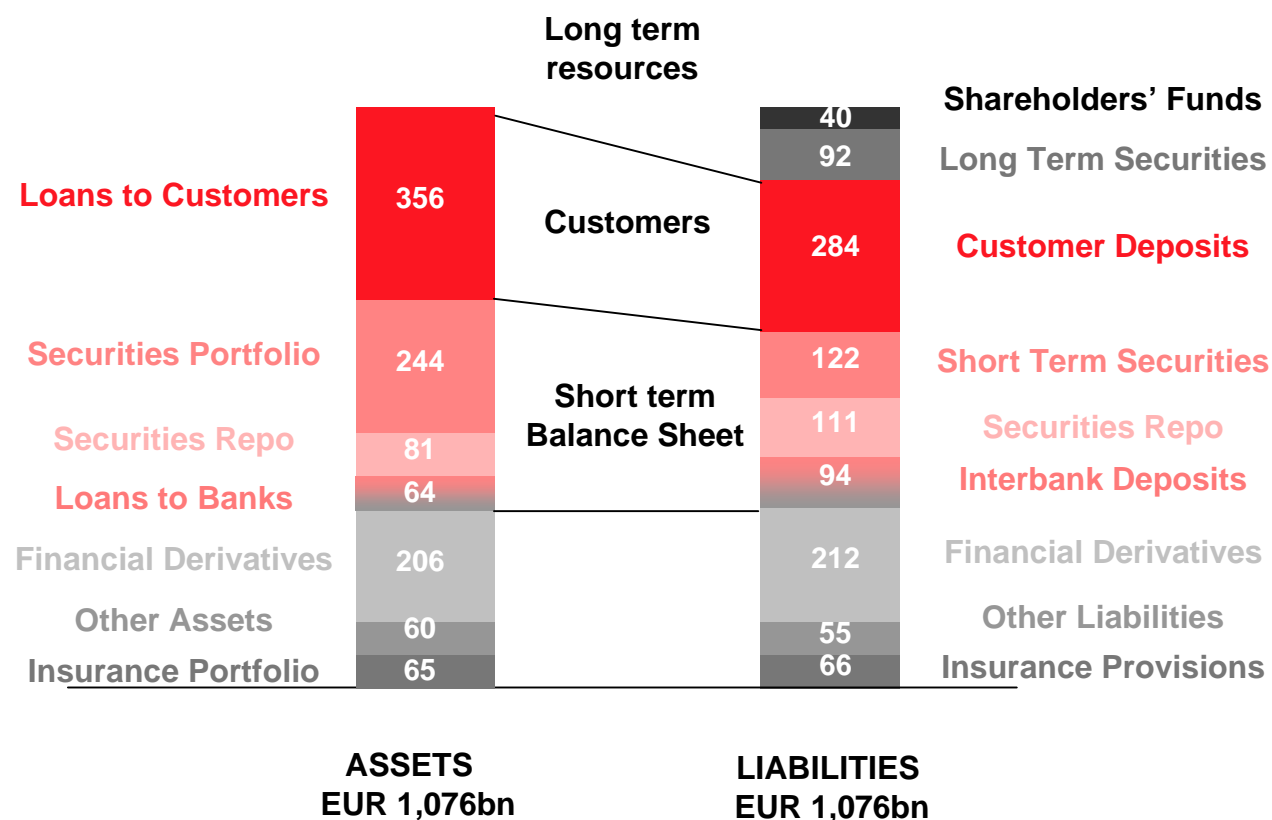 Long term
resources
Shareholders’ Funds
40
Long Term Securities
92
Loans to Customers
356
Customers
284
Customer Deposits
Securities Portfolio
244
122
Short Term Securities
Short term
Balance Sheet
Securities Repo
81
111
Securities Repo
Loans to Banks
64
94
Interbank Deposits
Financial Derivatives
206
212
Financial Derivatives
Other Assets
60
55
Other Liabilities
Insurance Portfolio
65
66
Insurance Provisions
ASSETS
EUR 1,076bn
LIABILITIES
EUR 1,076bn